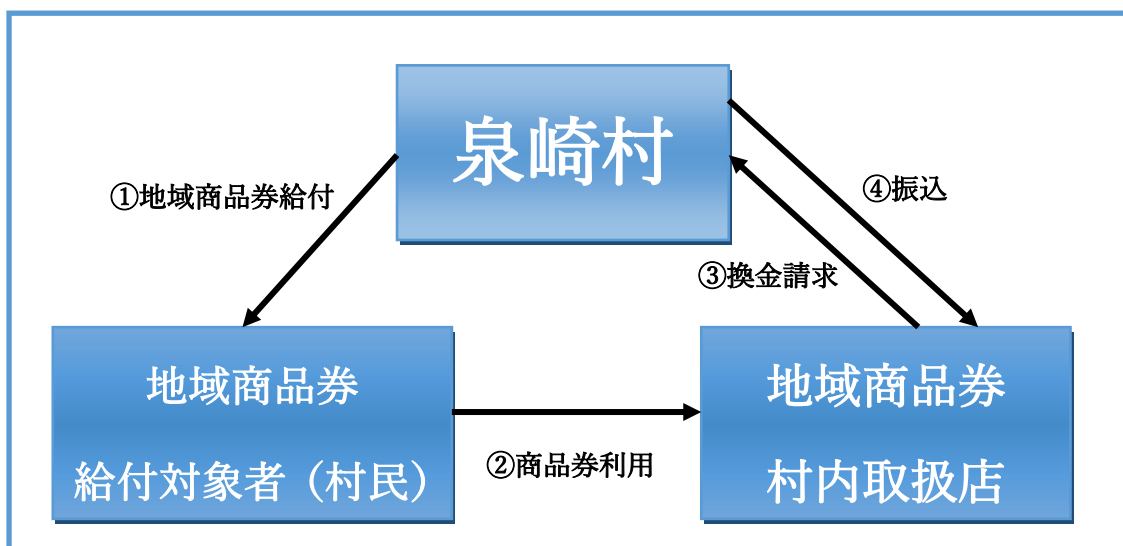 泉崎村
①地域商品券給付
④振込
③換金請求
地域商品券
給付対象者（村民）
②商品券利用
地域商品券
村内取扱店